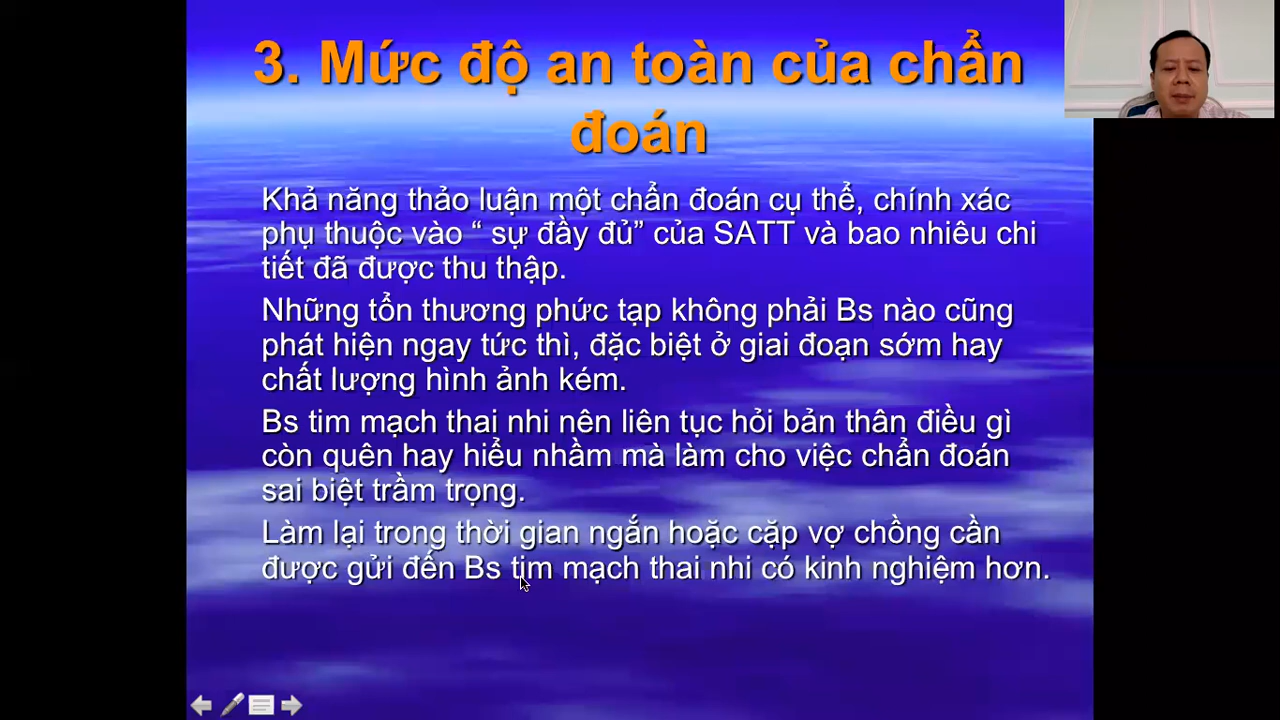 3. Mức độ an toàn của chẩn
đoán
Khả năng thảo luận một chẩn đoán cụ thể, chính xác
phụ thuộc vào “ sự đầy đủ” của SATT và bao nhiêu chi
tiết đã được thu thập.
Những tổn thương phức tạp không phải Bs nào cũng
phát hiện ngay tức thì, đặc biệt ở giai đoạn sớm hay
chất lượng hình ảnh kém.
Bs tim mạch thai nhi nên liên tục hỏi bản thân điều gì
còn quên hay hiểu nhầm mà làm cho việc chẩn đoán
sai biệt trầm trọng.
Làm lại trong thời gian ngắn hoặc cặp vợ chồng cần
được gửi đến Bs tim mạch thai nhi có kinh nghiệm hơn.